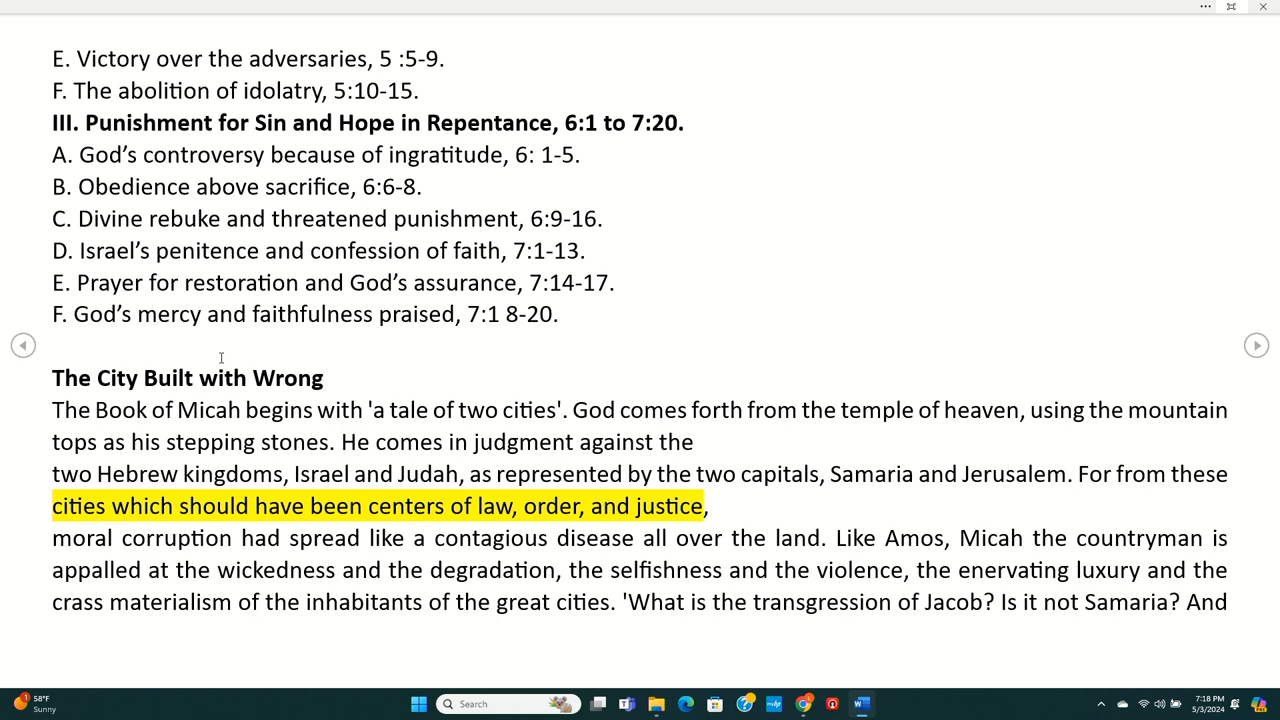 E. Victory over the adversaries, 5 :5-9.
F. The abolition of idolatry, 5:10-15.
III. Punishment for Sin and Hope in Repentance, 6:1 to 7:20.
A. God’s controversy because of ingratitude, 6: 1-5.
B. Obedience above sacrifice, 6:6-8.
C. Divine rebuke and threatened punishment, 6:9-16.
D. Israel’s penitence and confession of faith, 7:1-13.
E. Prayer for restoration and God’s assurance, 7:14-17.
F. God’s mercy and faithfulness praised, 7:1 8-20.
The City Built with Wrong
The Book of Micah begins with 'a tale of two cities'. God comes forth from the temple of heaven, using the mountain
tops as his stepping stones. He comes in judgment against the
two Hebrew kingdoms, Israel and Judah, as represented by the two capitals, Samaria and Jerusalem. For from these
cities which should have been centers of law, order, and justice,
moral corruption had spread like a contagious disease all over the land. Like Amos, Micah the countryman is
appalled at the wickedness and the degradation, the selfishness and the violence, the enervating luxury and the
crass materialism of the inhabitants of the great cities. 'What is the transgression of Jacob? Is it not Samaria? And
1
58°F
Sunny
Search
7:18 PM
5/3/2024